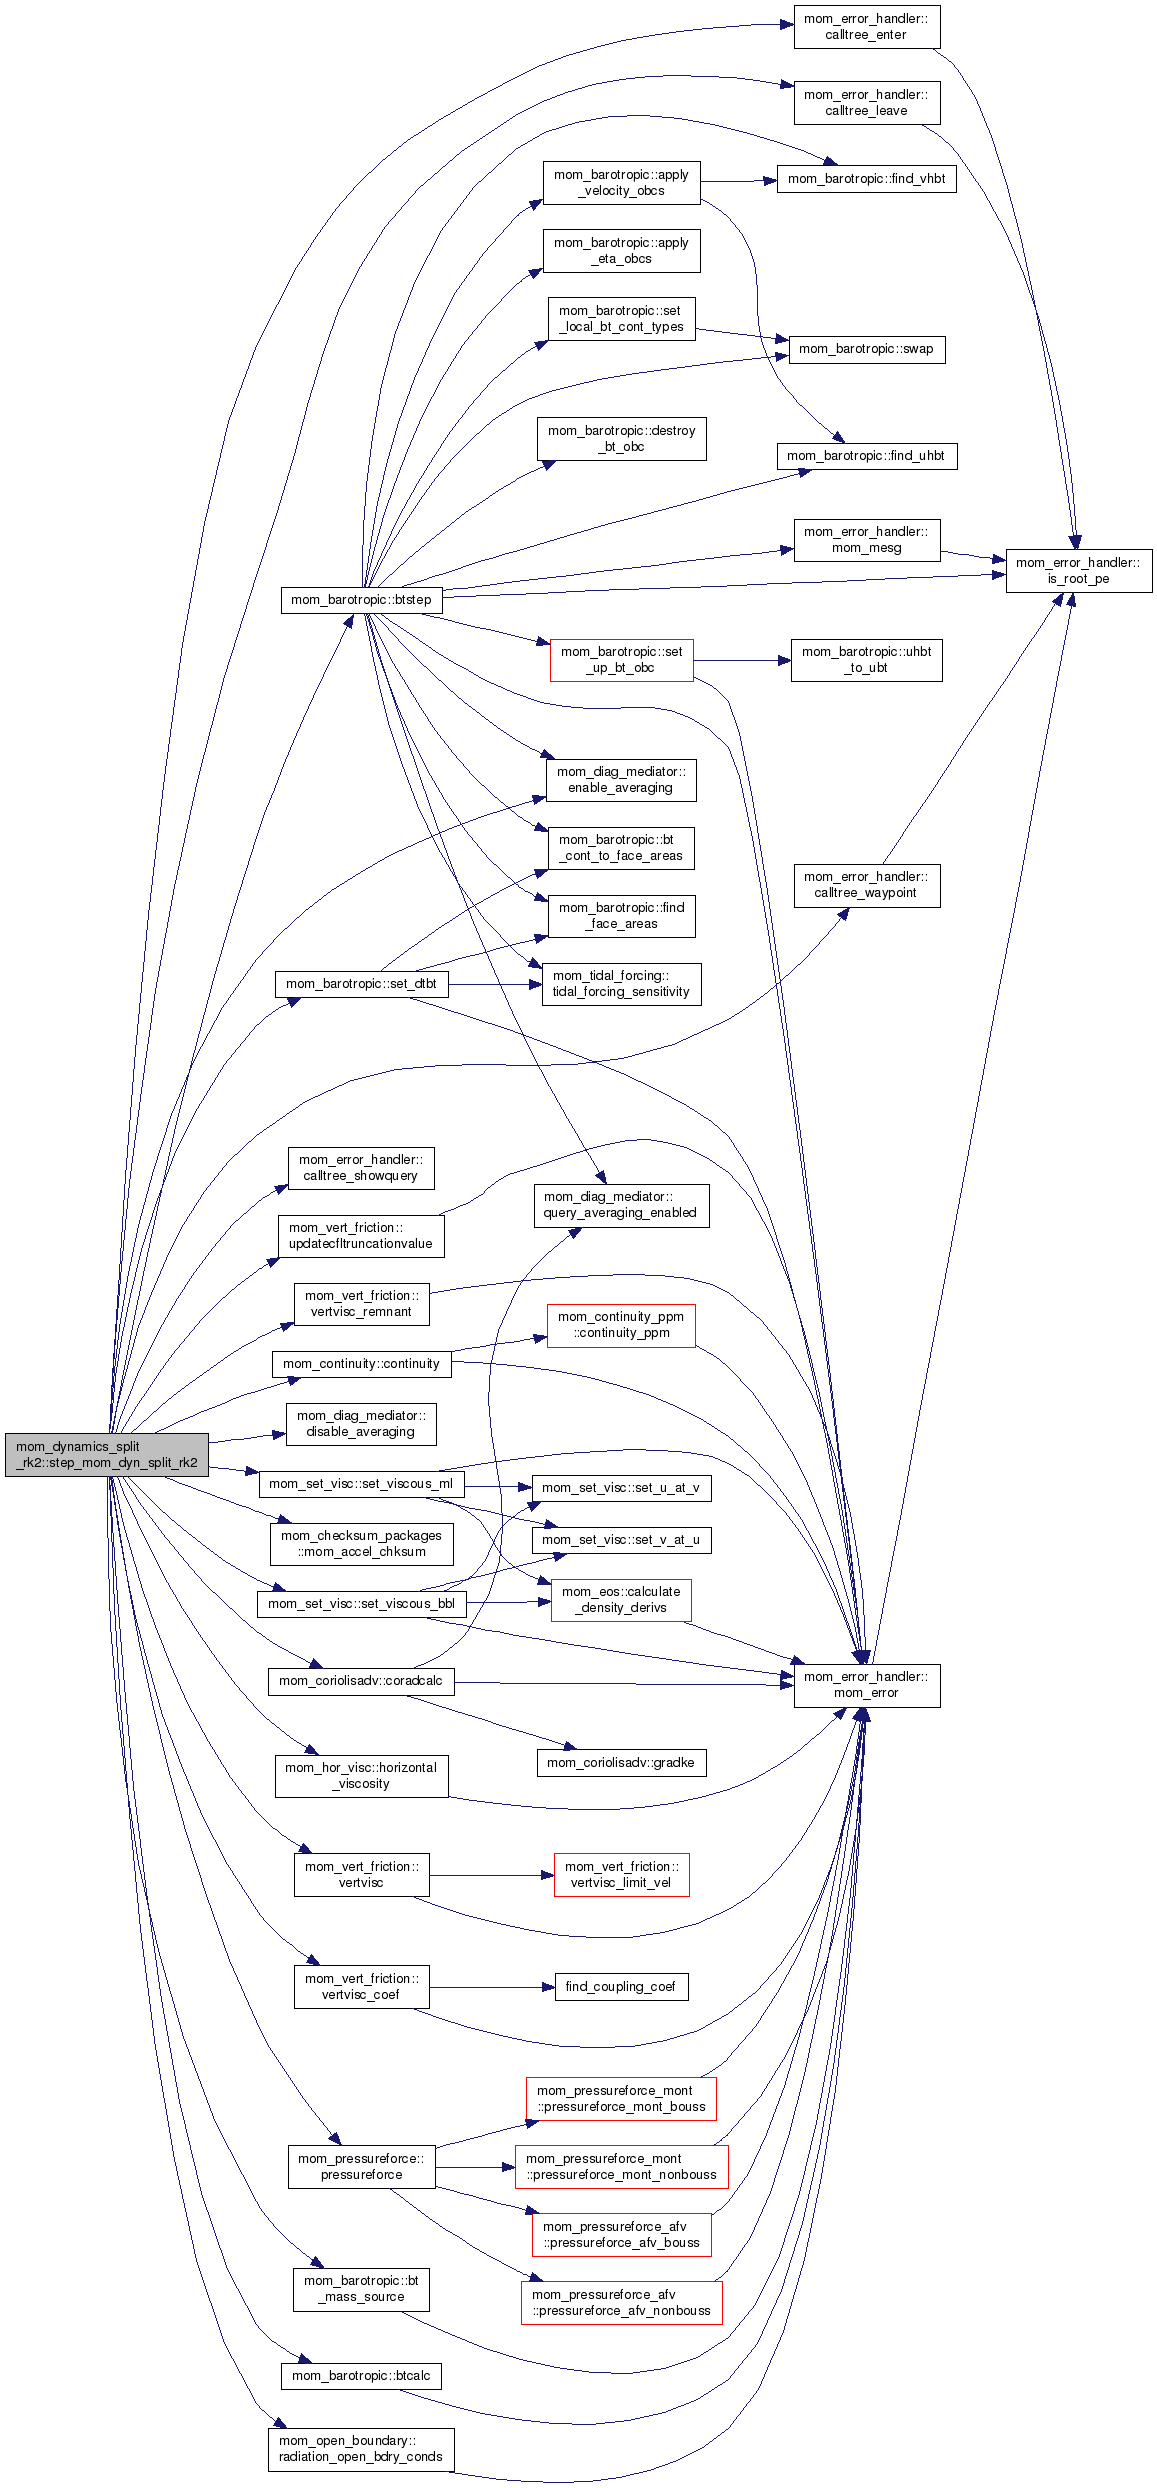 mom_error_handler::
calltree_enter
mom_error_handler::
calltree_leave
mom_barotropic::apply
_velocity_obcs
mom_barotropic::find_vhbt
mom_barotropic::apply
_eta_obcs
mom_barotropic::set
_local_bt_cont_types
mom_barotropic::swap
mom_barotropic::destroy
_bt_obc
mom_barotropic::find_uhbt
mom_error_handler::
mom_mesg
mom_error_handler::
is_root_pe
mom_barotropic::btstep
mom_barotropic::set
_up_bt_obc
mom_barotropic::uhbt
_to_ubt
mom_diag_mediator::
enable_averaging
mom_barotropic::bt
_cont_to_face_areas
mom_error_handler::
calltree_waypoint
mom_barotropic::find
_face_areas
mom_barotropic::set_dtbt
mom_tidal_forcing::
tidal_forcing_sensitivity
mom_error_handler::
calltree_showquery
mom_diag_mediator::
query_averaging_enabled
mom_vert_friction::
updatecfltruncationvalue
mom_vert_friction::
vertvisc_remnant
mom_continuity_ppm
::continuity_ppm
mom_continuity::continuity
mom_diag_mediator::
disable_averaging
mom_dynamics_split
_rk2::step_mom_dyn_split_rk2
mom_set_visc::set_viscous_ml
mom_set_visc::set_u_at_v
mom_checksum_packages
::mom_accel_chksum
mom_set_visc::set_v_at_u
mom_set_visc::set_viscous_bbl
mom_eos::calculate
_density_derivs
mom_coriolisadv::coradcalc
mom_error_handler::
mom_error
mom_coriolisadv::gradke
mom_hor_visc::horizontal
_viscosity
mom_vert_friction::
vertvisc
mom_vert_friction::
vertvisc_limit_vel
mom_vert_friction::
vertvisc_coef
find_coupling_coef
mom_pressureforce_mont
::pressureforce_mont_bouss
mom_pressureforce::
pressureforce
mom_pressureforce_mont
::pressureforce_mont_nonbouss
mom_pressureforce_afv
::pressureforce_afv_bouss
mom_barotropic::bt
_mass_source
mom_pressureforce_afv
::pressureforce_afv_nonbouss
mom_barotropic::btcalc
mom_open_boundary::
radiation_open_bdry_conds